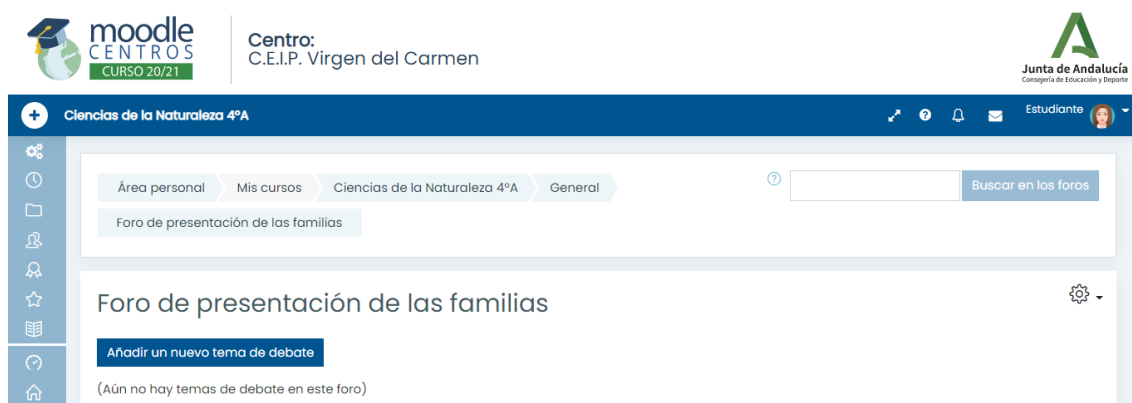 moodle
CENTROS
CURSO 20/21
Centro:
C.E.I.P. Virgen del Carmen
Junta de Andalucía
Consejería de Educación y Deporte
Ciencias de la Naturaleza 4ºA
Estudiante
Área personal
Mis cursos
Ciencias de la Naturaleza 4ºA
General
Buscar en los foros
Foro de presentación de las familias
Foro de presentación de las familias
Añadir un nuevo tema de debate
(Aún no hay temas de debate en este foro)